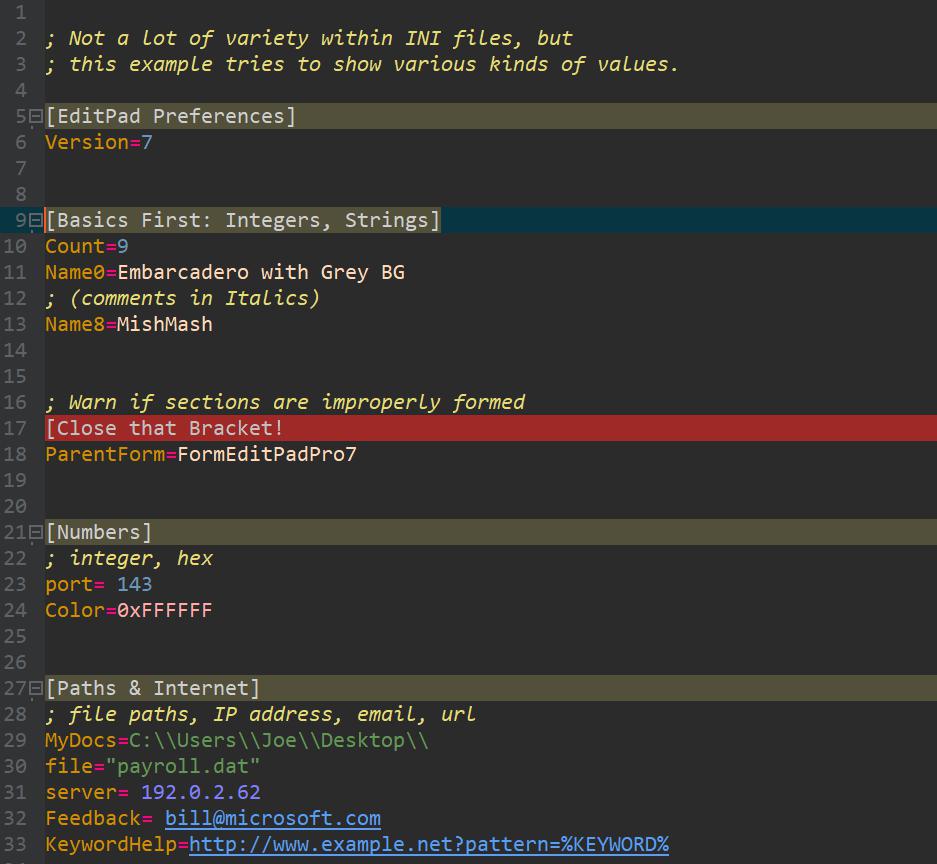 1
2 ; Not a lot of variety within INI files, but
3 ; this example tries to show various kinds of values.
4
5 [EditPad Preferences]
6 Version=7
7
8
9 [Basics First: Integers, Strings]
10 Count=9
11 Name0=Embarcadero with Grey BG
12 ; (comments in Italics)
13 Name8=MishMash
14
15
16 ; Warn if sections are improperly formed
17 [Close that Bracket!
18 ParentForm=FormEditPadPro7
19
20
21 [Numbers]
22 ; integer, hex
23 port= 143
24 Color=0xFFFFFF
25
26
27 [Paths & Internet]
28 ; file paths, IP address, email, url
29 MyDocs=C:\\Users\\Joe\\Desktop\\
30 file="payroll.dat"
31 server= 192.0.2.62
32 Feedback= bill@microsoft.com
33 KeywordHelp=http://www.example.net?pattern=%KEYWORD%